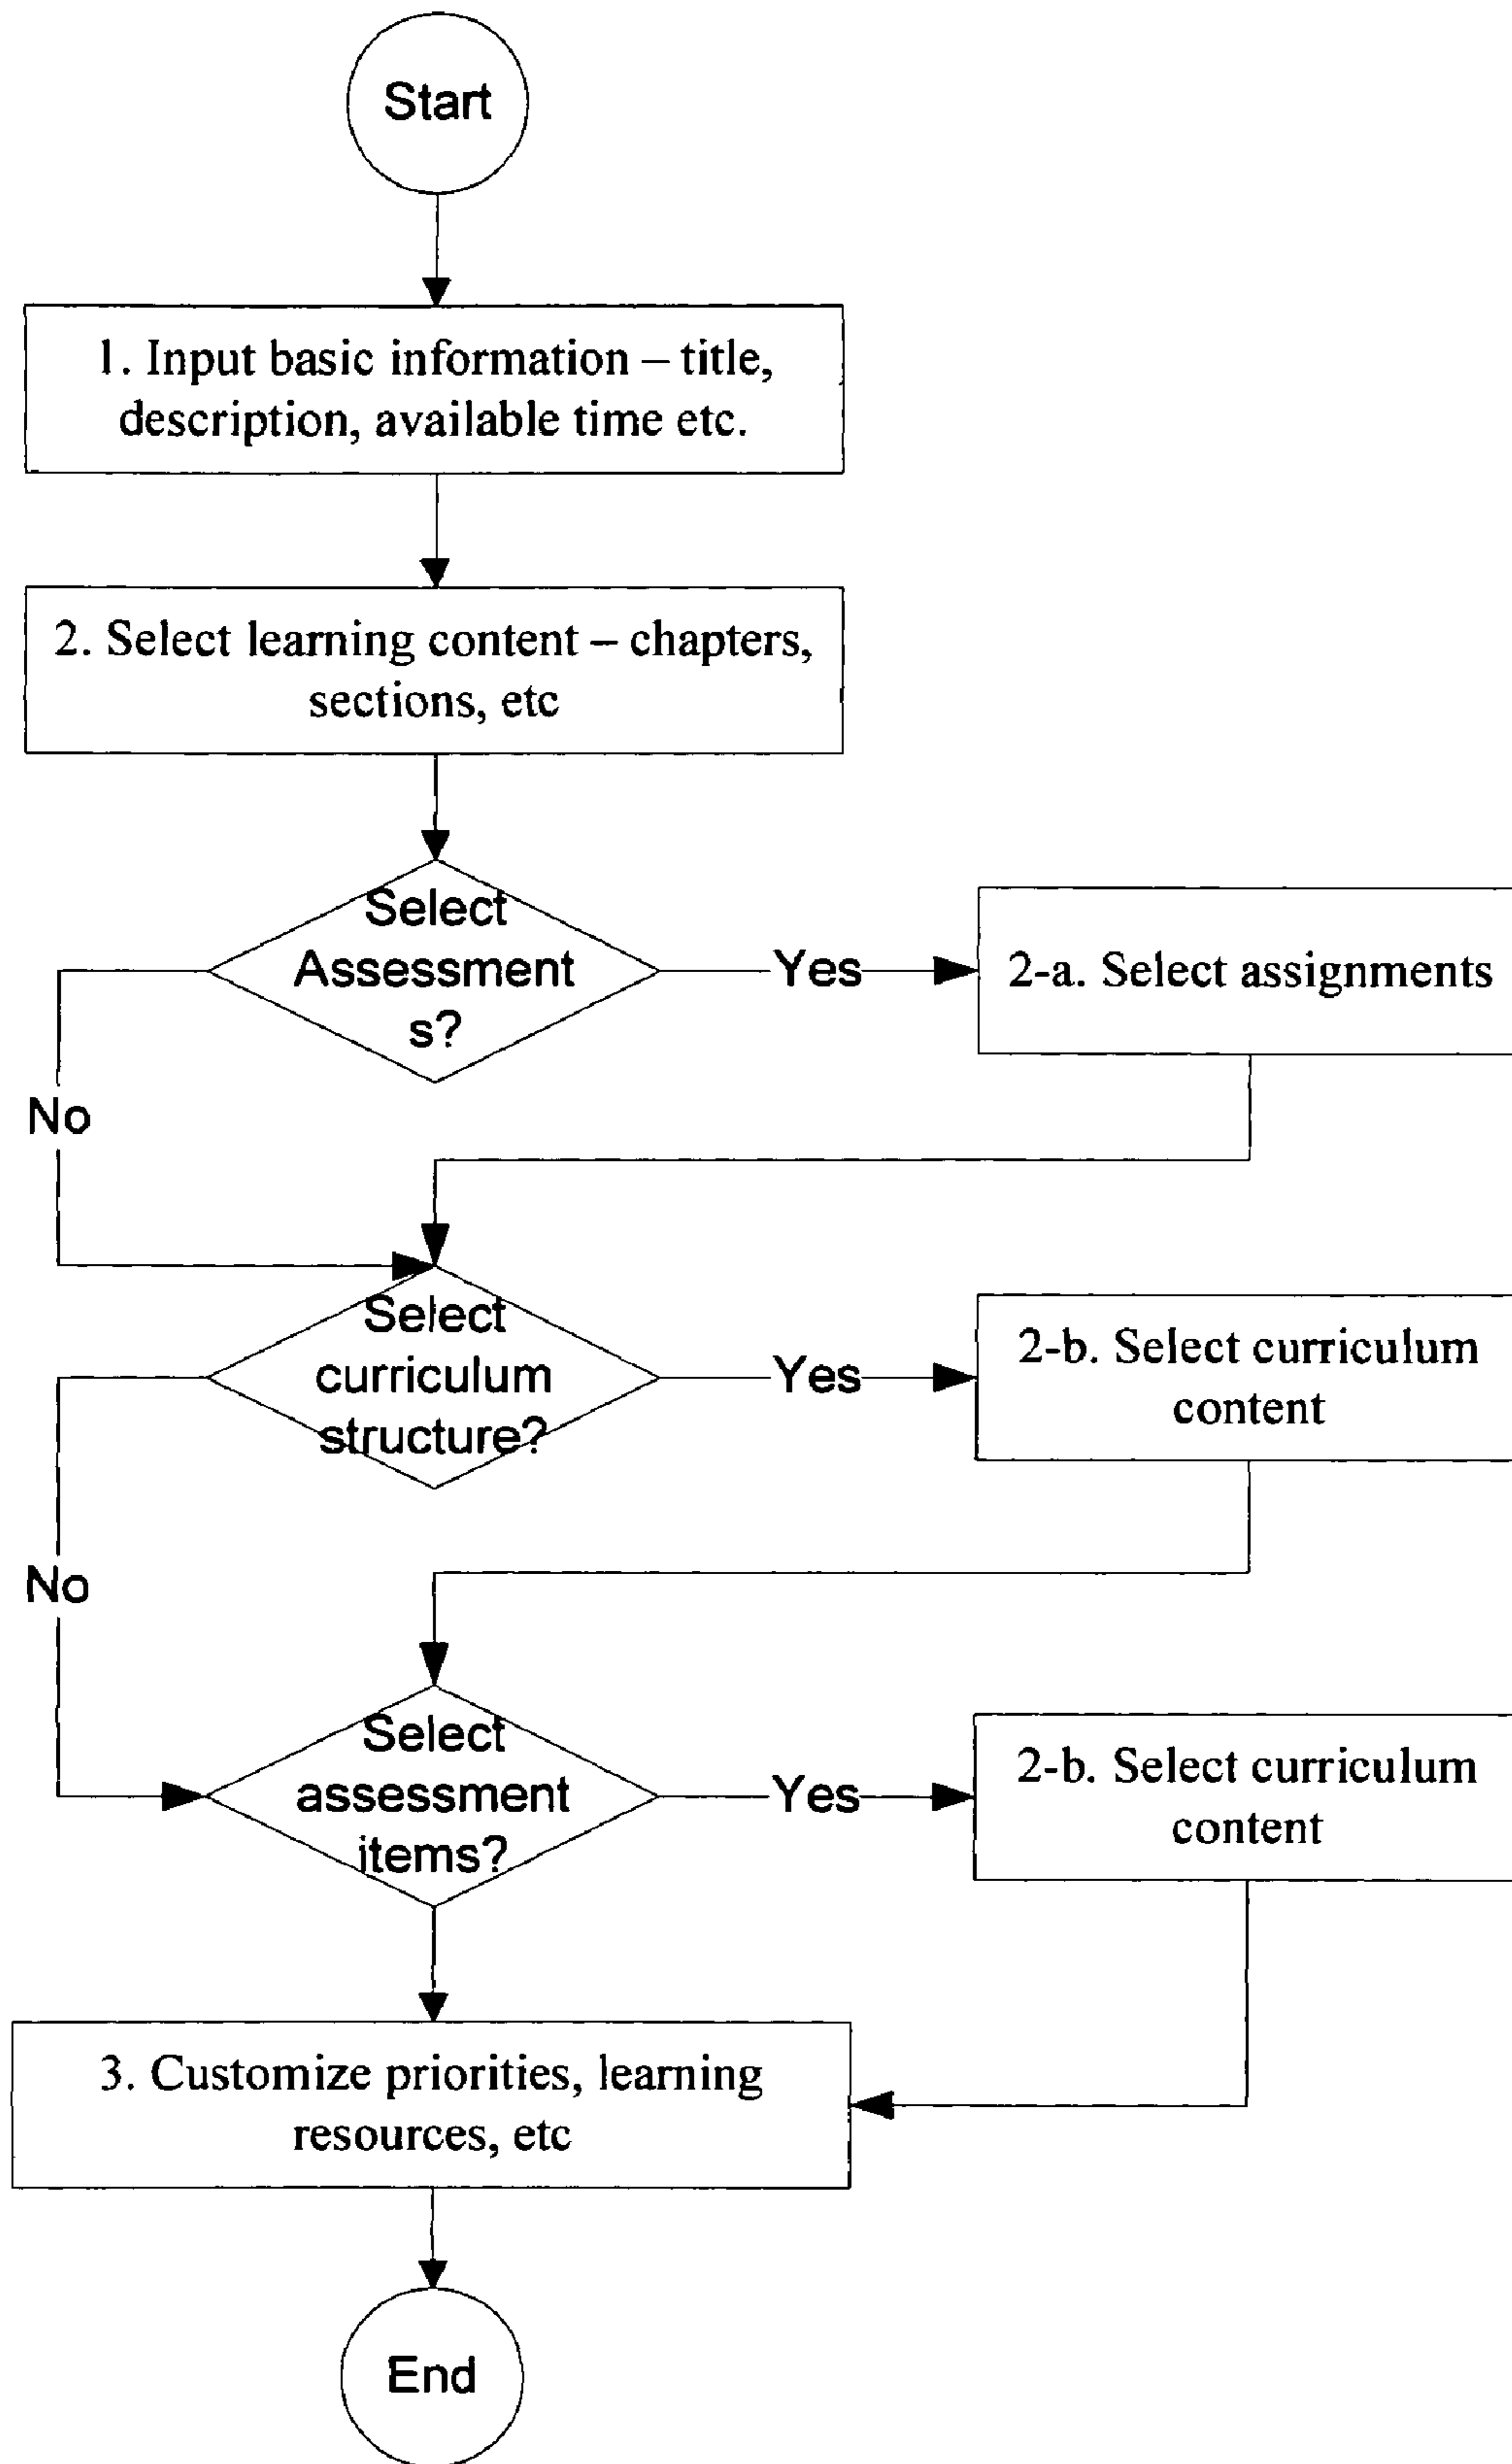 Start
1. Input basic information – title,
description, available time etc.
2. Select learning content – chapters,
sections, etc
Select
Assessment
s?
Yes
2-a. Select assignments
No
Select
curriculum
structure?
Yes
2-b. Select curriculum
content
No
Select
assessment
items?
Yes
2-b. Select curriculum
content
3. Customize priorities, learning
resources, etc
End